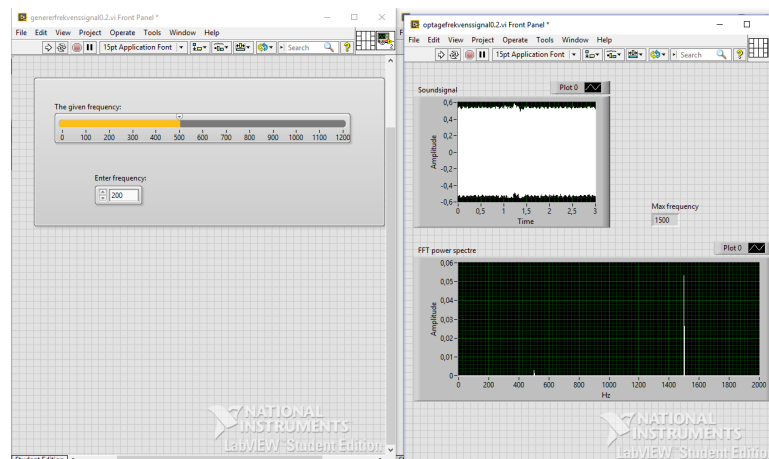 genererfrekvenssignal0.2.vi Front Panel *
File Edit View Project Operate Tools Window Help
15pt Application Font
Search
The given frequency:
0 100 200 300 400 500 600 700 800 900 1000 1100 1200
Enter frequency:
200
NATIONAL
INSTRUMENTS
LabVIEW Student Edition
Student Edition
optagefrekvenssignal0.2.vi Front Panel *
File Edit View Project Operate Tools Window Help
15pt Application Font
Search
Soundsignal
Plot 0
0,6
0,4
0,2
0
-0,2
-0,4
-0,6
Amplitude
0 0,5 1 1,5 2 2,5 3
Time
Max frequency
1500
FFT power spectre
Plot 0
0,06
0,05
0,04
0,03
0,02
0,01
0
Amplitude
0 200 400 600 800 1000 1200 1400 1600 1800 2000
Hz
NATIONAL
INSTRUMENTS
LabVIEW Student Edition